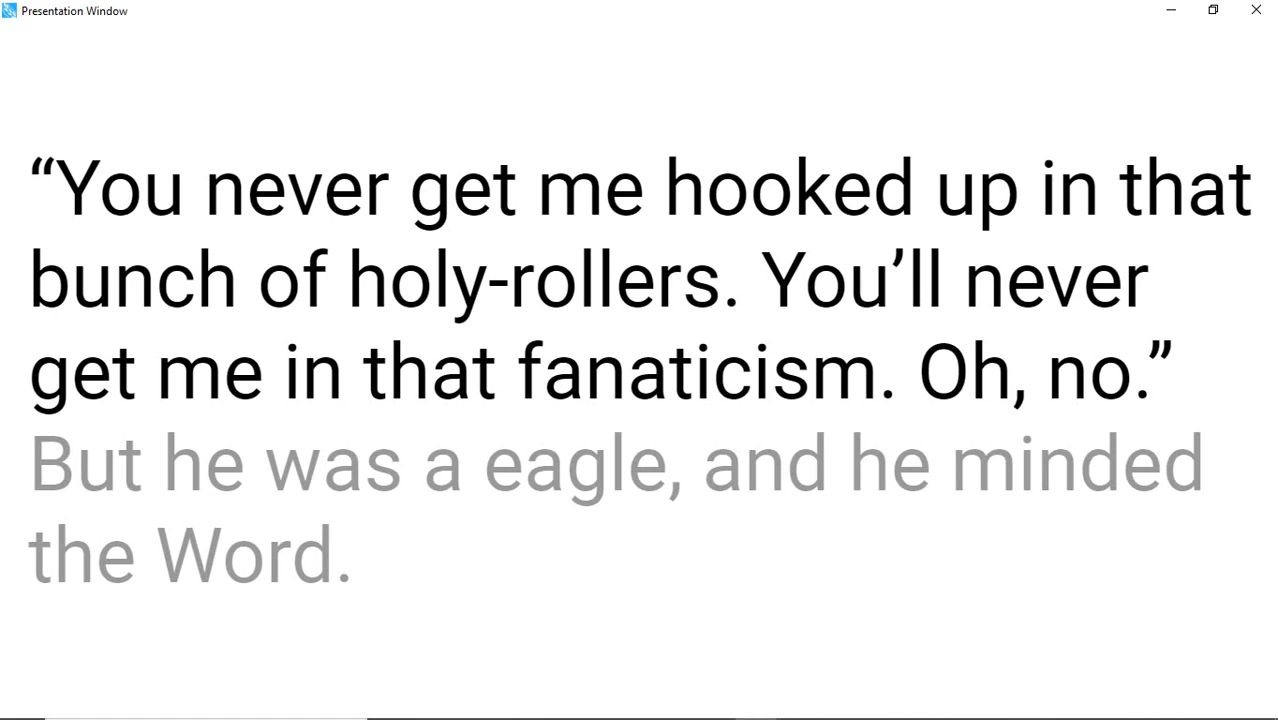 Presentation Window
“You never get me hooked up in that
bunch of holy-rollers. You’ll never
get me in that fanaticism. Oh, no.”
But he was a eagle, and he minded
the Word.